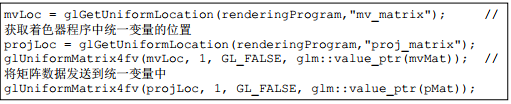 mvLoc = glGetUniformLocation(renderingProgram,"mv_matrix");     //
获取着色器程序中统一变量的位置
projLoc = glGetUniformLocation(renderingProgram,"proj_matrix");
glUniformMatrix4fv(mvLoc, 1, GL_FALSE, glm::value_ptr(mvMat));  //
将矩阵数据发送到统一变量中
glUniformMatrix4fv(projLoc, 1, GL_FALSE, glm::value_ptr(pMat));